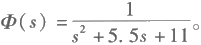 Φ(s) = 1/(s² + 5.5s + 11)。